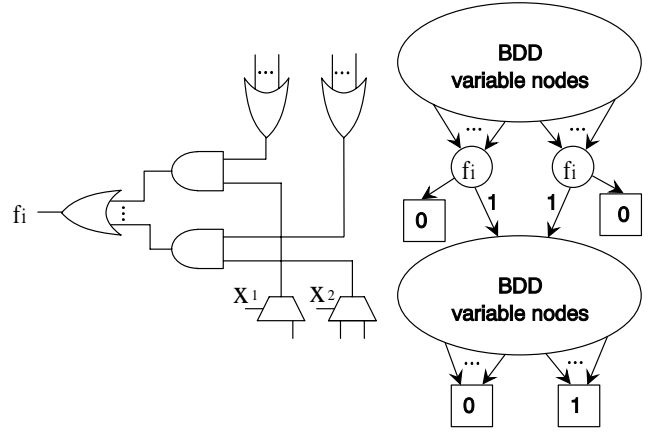 BDD
variable nodes
... ...
... ...
fi fi
1 1
0 0
fi
...
BDD
variable nodes
X1 X2
... ...
0 1